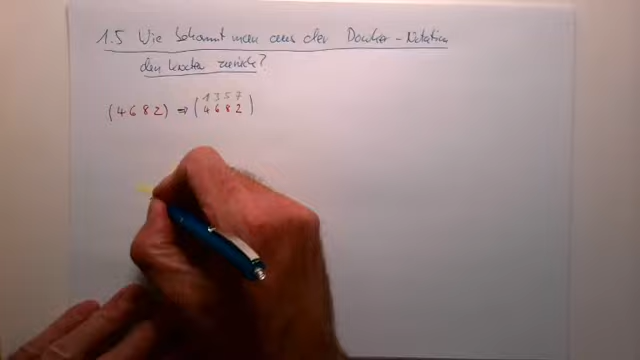 1.5 Wie bekommt man aus der Dowker-Notation
den Knoten zurück?
(4 6 8 2) ⇒ ( 1 3 5 7
4 6 8 2 )